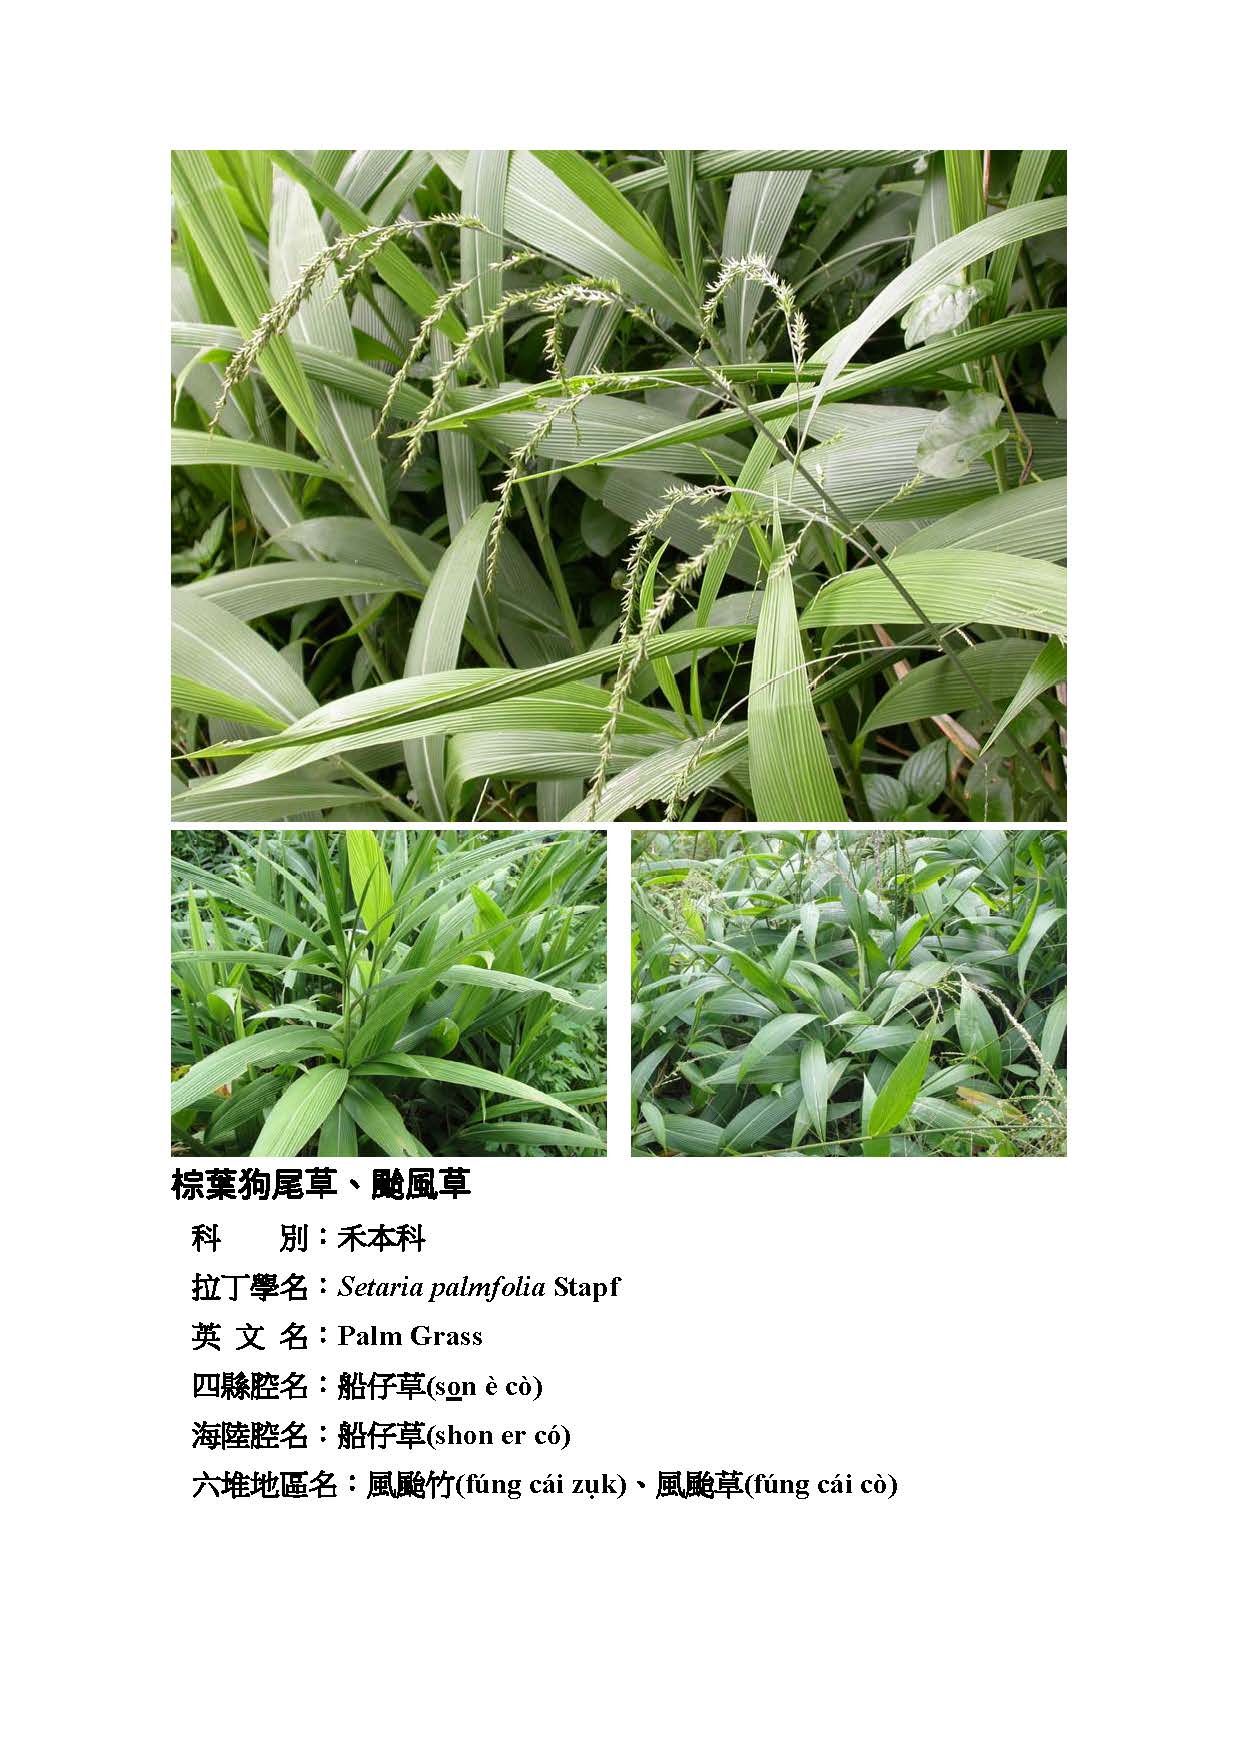 棕葉狗尾草、颱風草
科　　別：禾本科
拉丁學名：Setaria palmfolia Stapf
英 文 名：Palm Grass
四縣腔名：船仔草(son è cò)
海陸腔名：船仔草(shon er có)
六堆地區名：風颱竹(fúng cái zụk)、風颱草(fúng cái cò)